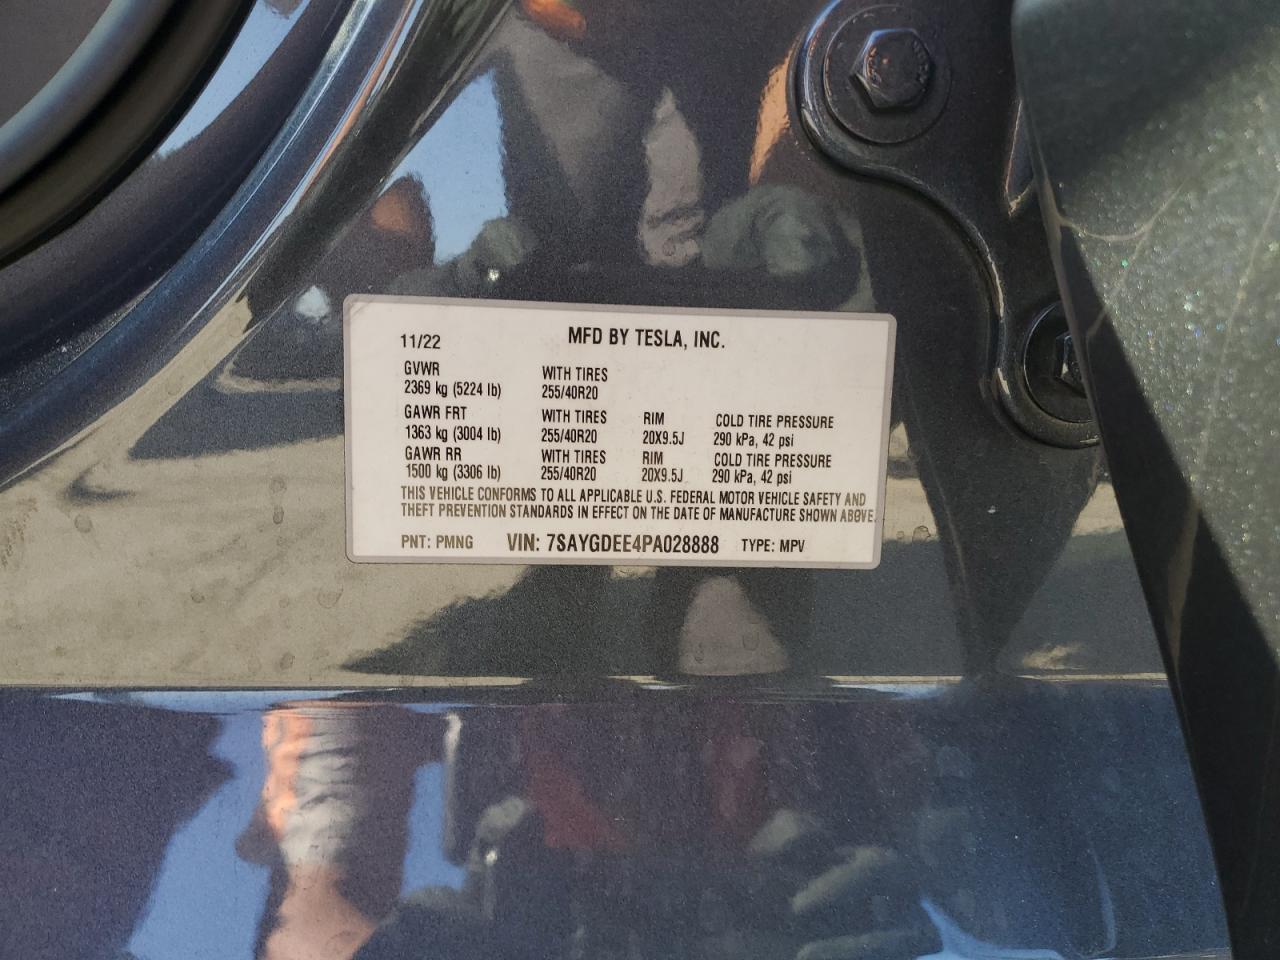 11/22 MFD BY TESLA, INC.
GVWR WITH TIRES
2369 kg (5224 lb) 255/40R20
GAWR FRT WITH TIRES RIM COLD TIRE PRESSURE
1363 kg (3004 lb) 255/40R20 20X9.5J 290 kPa, 42 psi
GAWR RR WITH TIRES RIM COLD TIRE PRESSURE
1500 kg (3306 lb) 255/40R20 20X9.5J 290 kPa, 42 psi
THIS VEHICLE CONFORMS TO ALL APPLICABLE U.S. FEDERAL MOTOR VEHICLE SAFETY AND
THEFT PREVENTION STANDARDS IN EFFECT ON THE DATE OF MANUFACTURE SHOWN ABOVE.
PNT: PMNG VIN: 7SAYGDEE4PA028888 TYPE: MPV